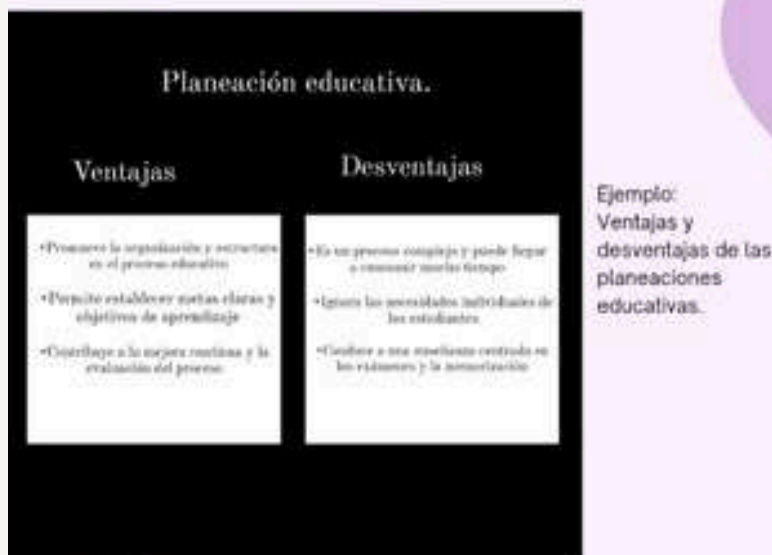 Planeación educativa.
Ventajas
•Promueve la organización y estructura
en el proceso educativo
•Permite establecer metas claras y
objetivos de aprendizaje
•Contribuye a la mejora continua y la
evaluación del proceso.
Desventajas
•Es un proceso complejo y puede llegar
a consumir mucho tiempo
•Ignora las necesidades individuales de
los estudiantes
•Conduce a una enseñanza centrada en
los exámenes y la memorización
Ejemplo:
Ventajas y
desventajas de las
planeaciones
educativas.